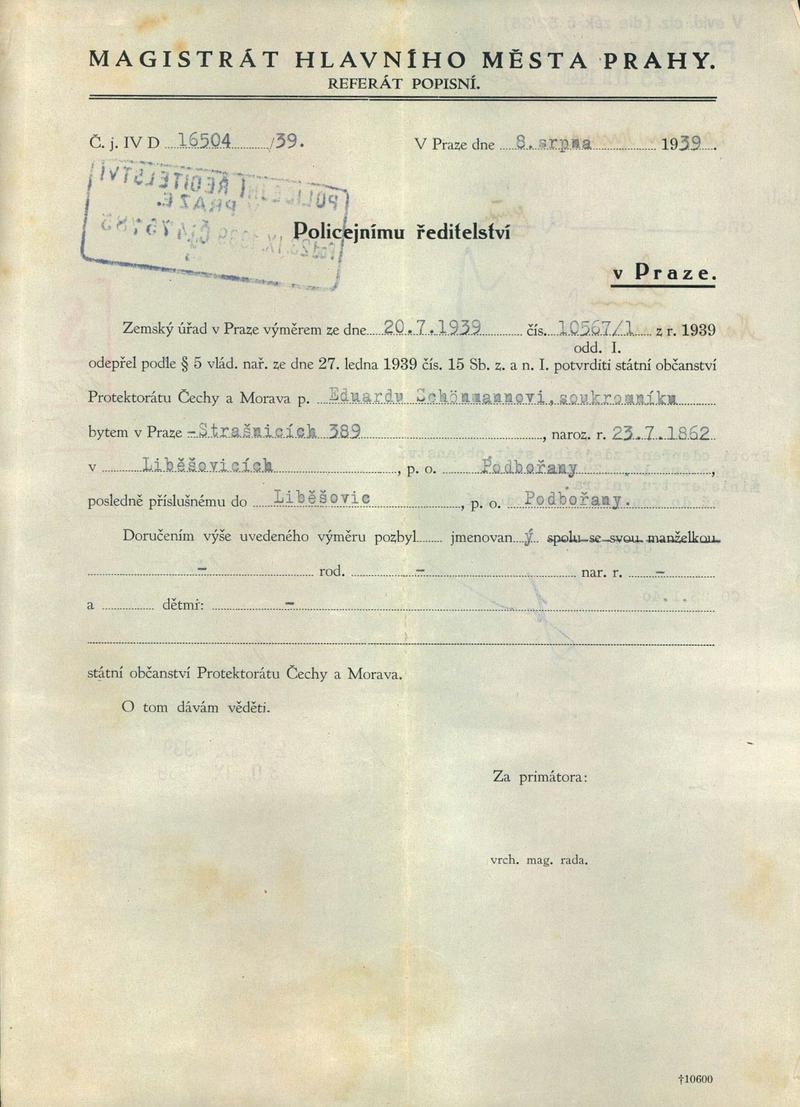 MAGISTRÁT HLAVNÍHO MĚSTA PRAHY.
REFERÁT POPISNÍ.
Č. j. IV D 16504 /39. V Praze dne 8. srpna 1939.
Policejnímu ředitelství
v Praze.
Zemský úřad v Praze výměrem ze dne 20.7.1939 čís. 10567/1 z r. 1939
odd. I.
odepřel podle § 5 vlád. nař. ze dne 27. ledna 1939 čís. 15 Sb. z. a n. I. potvrditi státní občanství
Protektorátu Čechy a Morava p. Eduardu Schönmannovi, soukromníku
bytem v Praze -Strašnicích 389, naroz. r. 23.7.1862
v Liběšovicích, p. o. Podbořany,
posledně příslušnému do Liběšovic, p. o. Podbořany.
Doručením výše uvedeného výměru pozbyl jmenovan ý spolu se svou manželkou
- rod. - nar. r. -
a dětmi: -
státní občanství Protektorátu Čechy a Morava.
O tom dávám věděti.
Za primátora:
vrch. mag. rada.
†10600